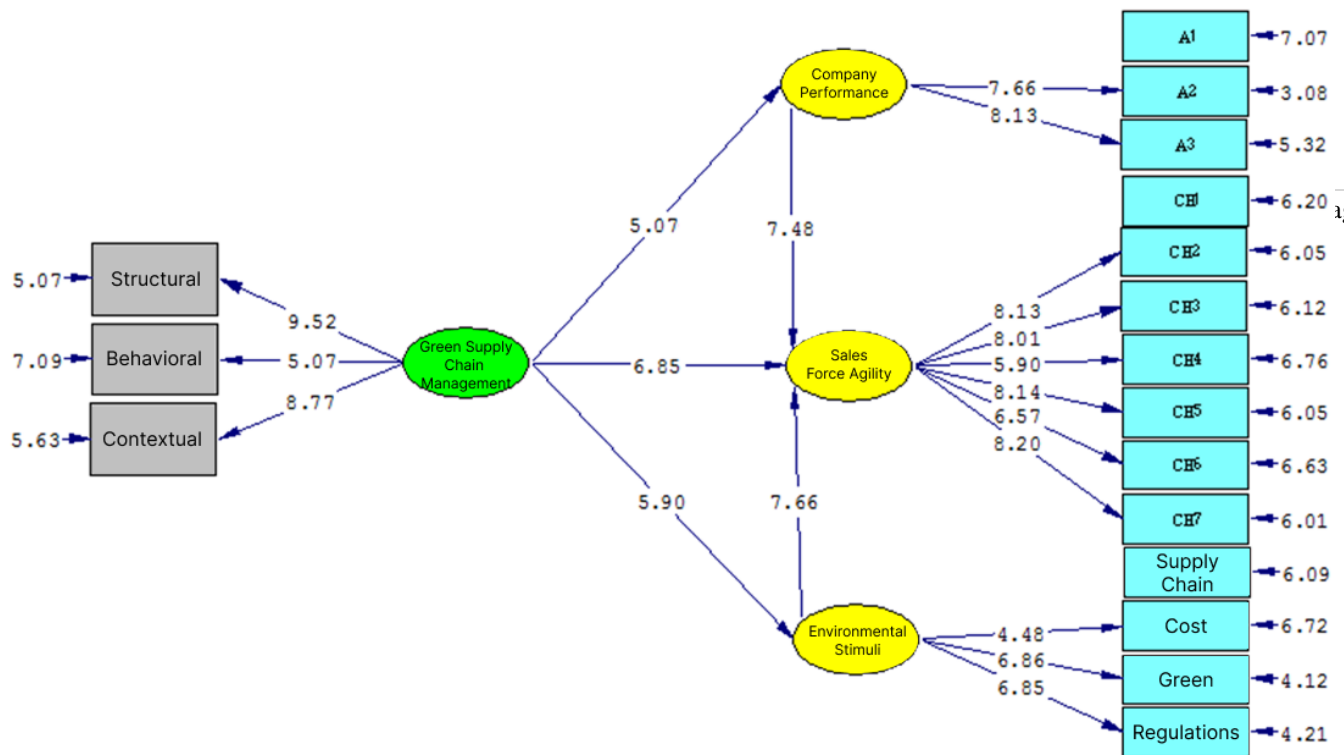 A1
7.07
Company
Performance
7.66
A2
3.08
8.13
A3
5.32
CH1
6.20
5.07
7.48
CH2
6.05
5.07
Structural
9.52
8.13
CH3
6.12
8.01
7.09
Behavioral
5.07
Green Supply
Chain
Management
6.85
Sales
Force Agility
5.90
CH4
6.76
8.14
CH5
6.05
8.77
6.57
5.63
Contextual
8.20
CH6
6.63
5.90
7.66
CH7
6.01
Supply
Chain
6.09
Environmental
Stimuli
4.48
Cost
6.72
6.86
Green
4.12
6.85
Regulations
4.21